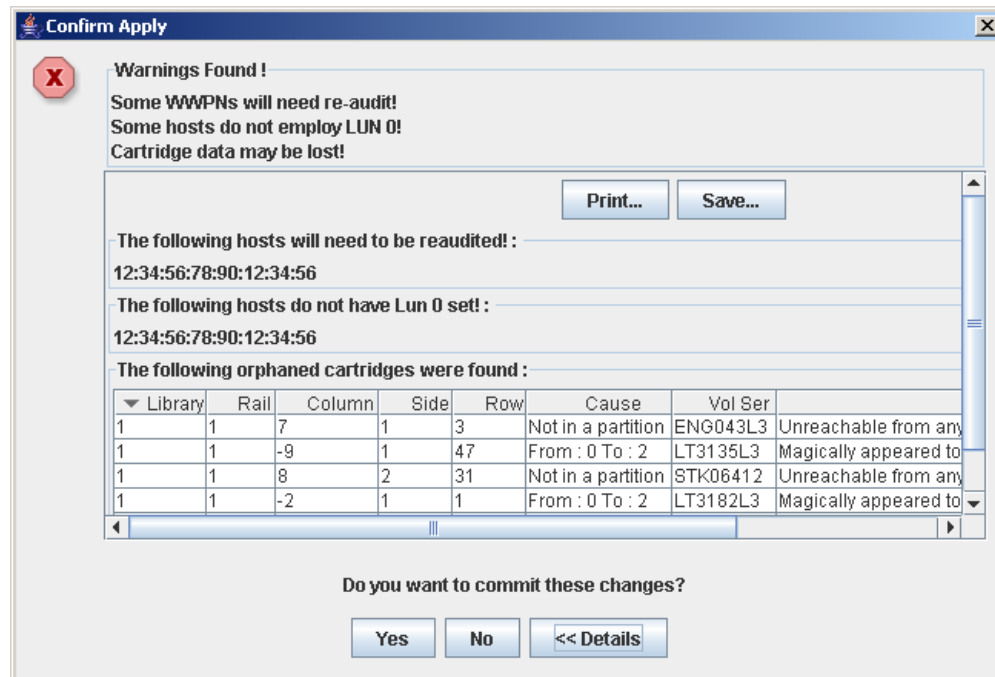 Confirm Apply
Warnings Found !
Some WWPNs will need re-audit!
Some hosts do not employ LUN 0!
Cartridge data may be lost!
Print... Save...
The following hosts will need to be reaudited! :
12:34:56:78:90:12:34:56
The following hosts do not have Lun 0 set! :
12:34:56:78:90:12:34:56
The following orphaned cartridges were found :
Library Rail Column Side Row Cause Vol Ser
1 1 7 1 3 Not in a partition ENG043L3 Unreachable from any
1 1 -9 1 47 From : 0 To : 2 LT3135L3 Magically appeared to
1 1 8 2 31 Not in a partition STK06412 Unreachable from any
1 1 -2 1 1 From : 0 To : 2 LT3182L3 Magically appeared to
Do you want to commit these changes?
Yes No << Details